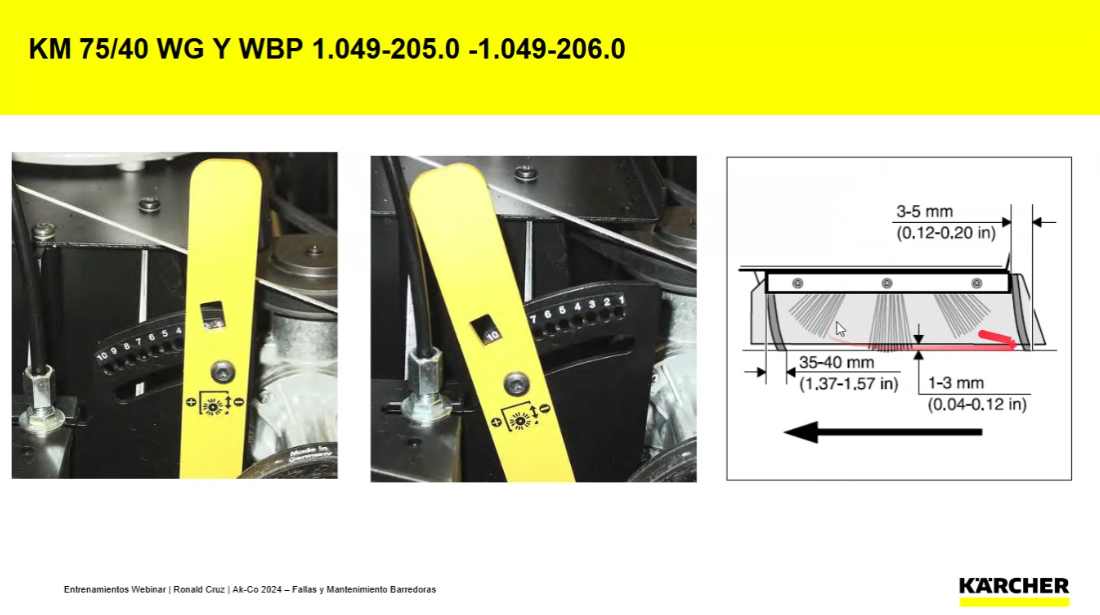 KM 75/40 WG Y WBP 1.049-205.0 -1.049-206.0
10 9 8 7 6 5 4
Made in
Germany
10
7 6 5 4 3 2 1
3-5 mm
(0.12-0.20 in)
35-40 mm
(1.37-1,57 in)
1-3 mm
(0.04-0.12 in)
Entrenamientos Webinar | Ronald Cruz | Ak-Co 2024 – Fallas y Mantenimiento Barredoras
KÄRCHER